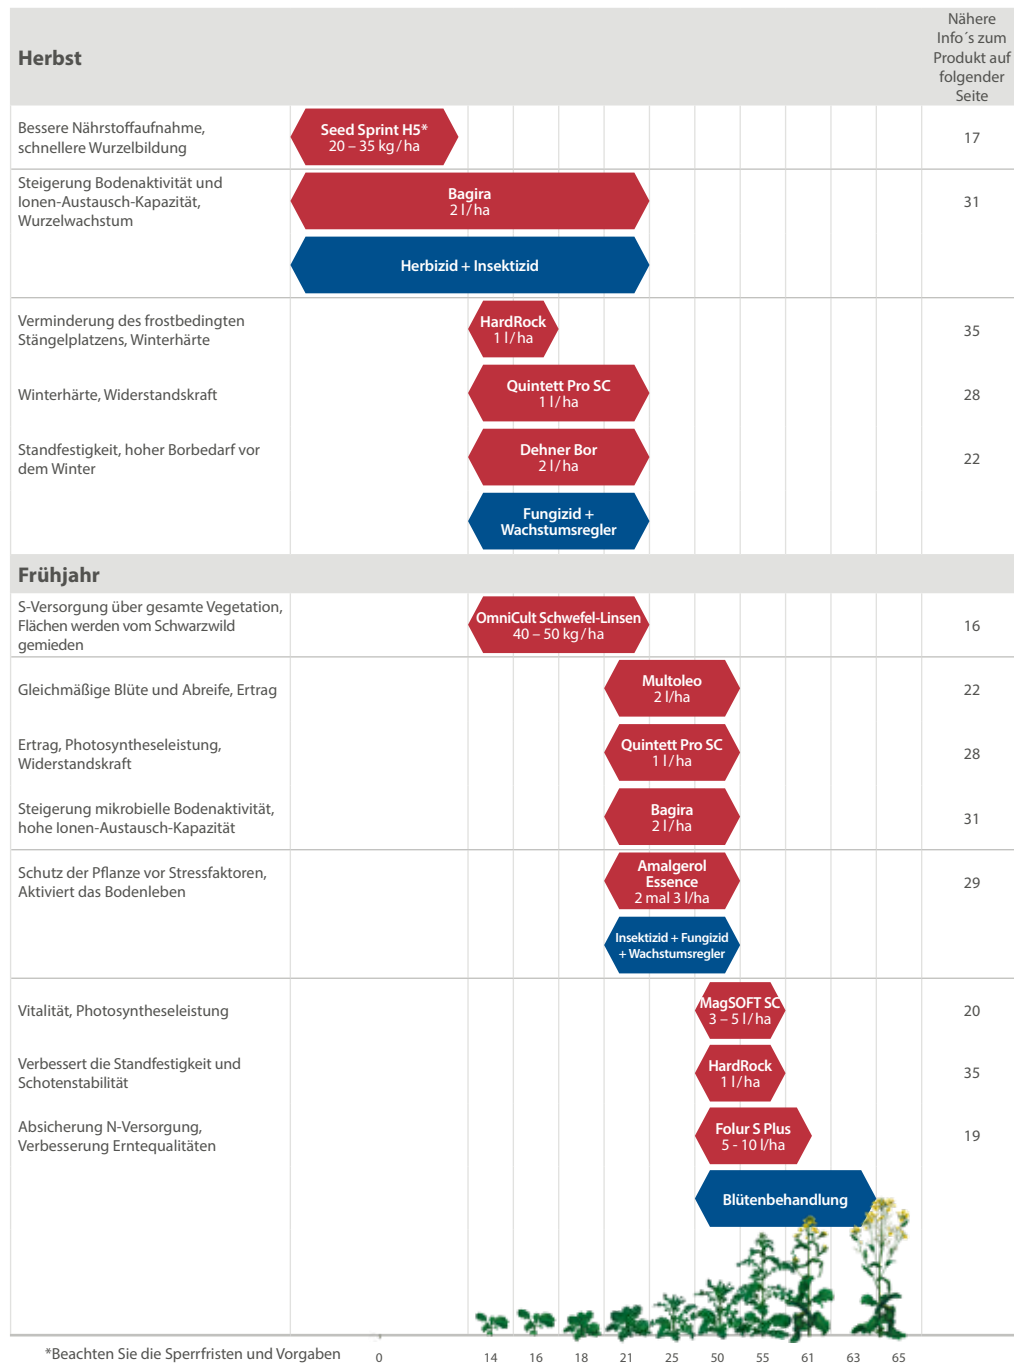 Herbst
Nähere
Info´s zum
Produkt auf
folgender
Seite
Bessere Nährstoffaufnahme,
schnellere Wurzelbildung
Seed Sprint H5*
20 – 35 kg/ha
17
Steigerung Bodenaktivität und
Ionen-Austausch-Kapazität,
Wurzelwachstum
Bagira
2 l/ha
31
Herbizid + Insektizid
Verminderung des frostbedingten
Stängelplatzens, Winterhärte
HardRock
1 l/ha
35
Winterhärte, Widerstandskraft
Quintett Pro SC
1 l/ha
28
Standfestigkeit, hoher Borbedarf vor
dem Winter
Dehner Bor
2 l/ha
22
Fungizid +
Wachstumsregler
Frühjahr
S-Versorgung über gesamte Vegetation,
Flächen werden vom Schwarzwild
gemieden
OmniCult Schwefel-Linsen
40 – 50 kg/ha
16
Gleichmäßige Blüte und Abreife, Ertrag
Multoleo
2 l/ha
22
Ertrag, Photosyntheseleistung,
Widerstandskraft
Quintett Pro SC
1 l/ha
28
Steigerung mikrobielle Bodenaktivität,
hohe Ionen-Austausch-Kapazität
Bagira
2 l/ha
31
Schutz der Pflanze vor Stressfaktoren,
Aktiviert das Bodenleben
Amalgerol
Essence
2 mal 3 l/ha
29
Insektizid + Fungizid
+ Wachstumsregler
Vitalität, Photosyntheseleistung
MagSOFT SC
3 – 5 l/ha
20
Verbessert die Standfestigkeit und
Schotenstabilität
HardRock
1 l/ha
35
Absicherung N-Versorgung,
Verbesserung Erntequalitäten
Folur S Plus
5 - 10 l/ha
19
Blütenbehandlung
*Beachten Sie die Sperrfristen und Vorgaben
0 14 16 18 21 25 50 55 61 63 65